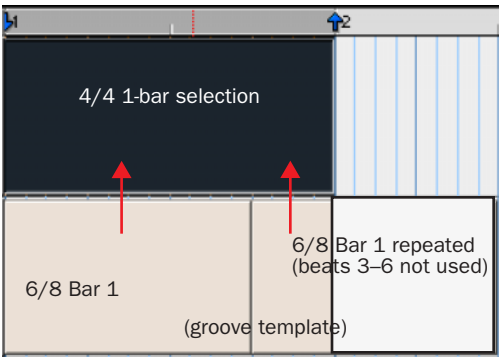 1 2
4/4 1-bar selection
6/8 Bar 1 repeated
(beats 3–6 not used)
6/8 Bar 1
(groove template)